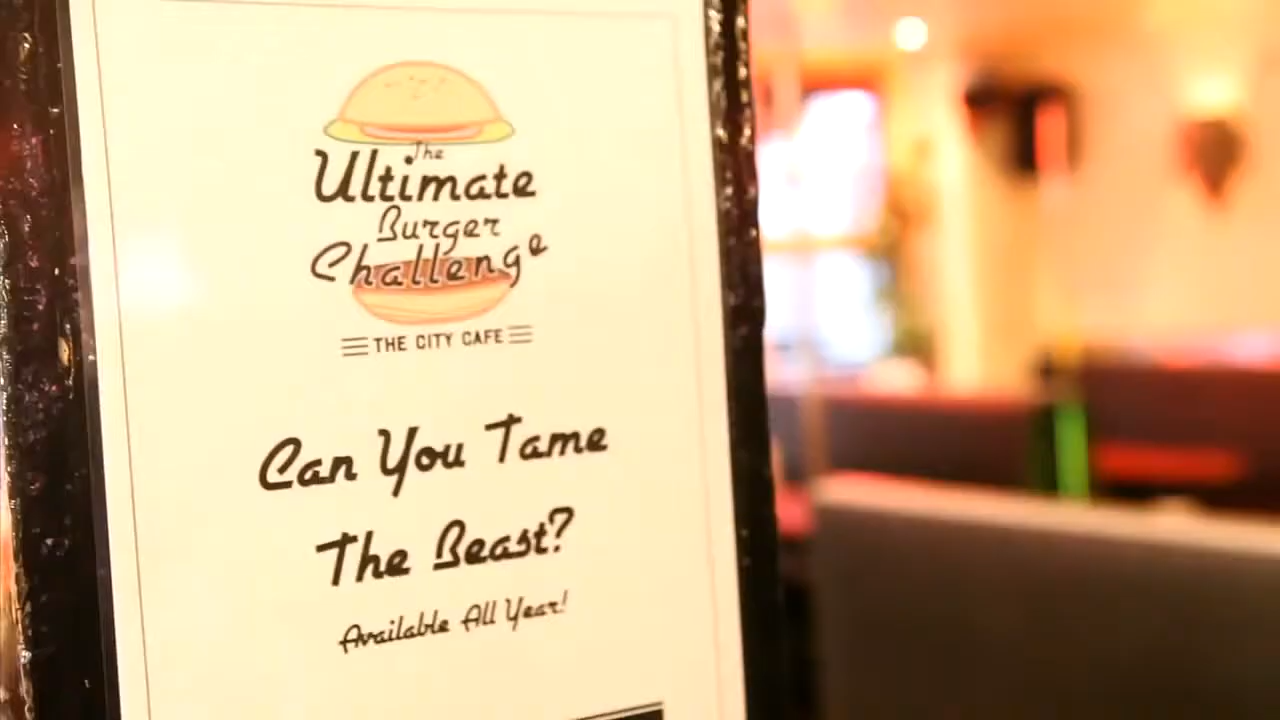 The
Ultimate
Burger
Challenge
THE CITY CAFE
Can You Tame
The Beast?
Available All Year!